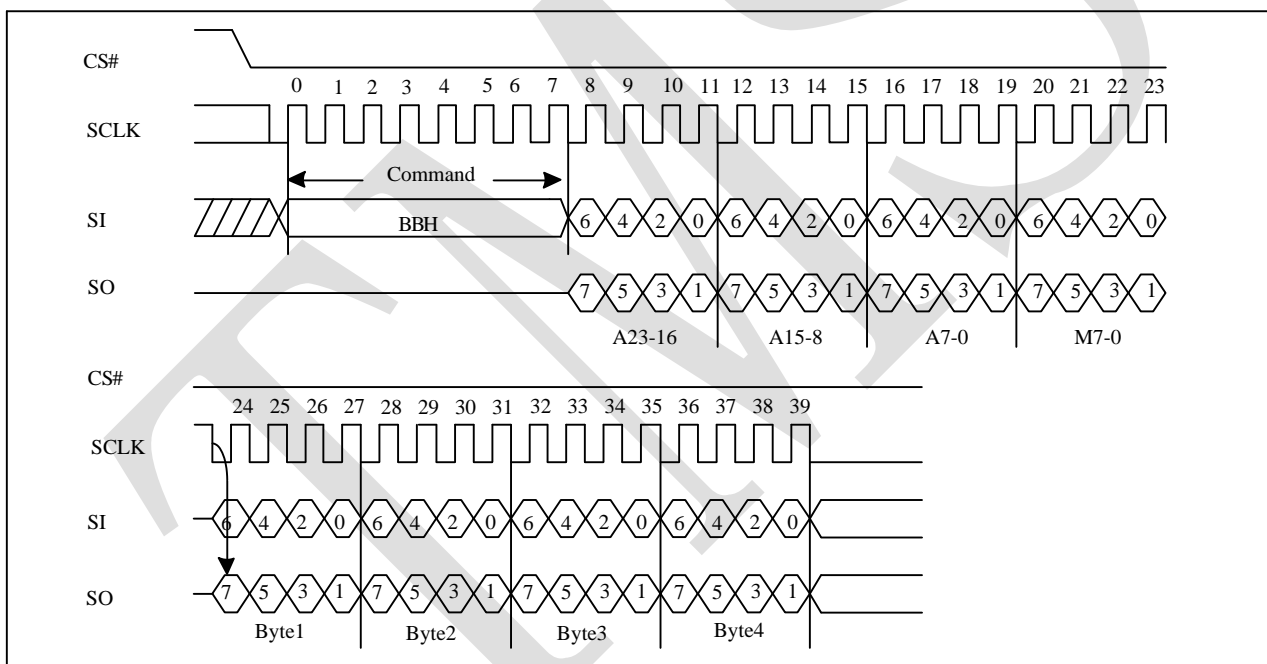 CS#
0 1 2 3 4 5 6 7 8 9 10 11 12 13 14 15 16 17 18 19 20 21 22 23
SCLK
Command
SI BBH 6 4 2 0 6 4 2 0 6 4 2 0 6 4 2 0
SO 7 5 3 1 7 5 3 1 7 5 3 1 7 5 3 1
A23-16 A15-8 A7-0 M7-0
CS#
24 25 26 27 28 29 30 31 32 33 34 35 36 37 38 39
SCLK
SI 6 4 2 0 6 4 2 0 6 4 2 0 6 4 2 0
SO 7 5 3 1 7 5 3 1 7 5 3 1 7 5 3 1
Byte1 Byte2 Byte3 Byte4